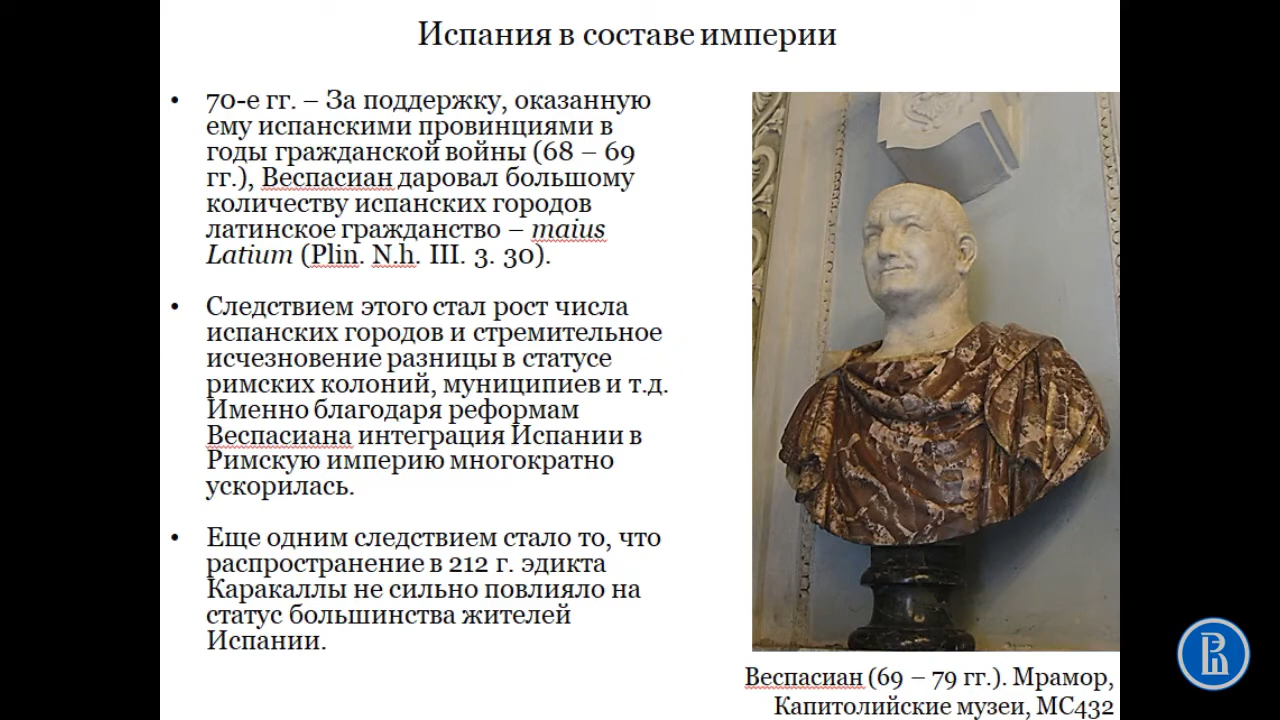 Испания в составе империи
• 70-е гг. – За поддержку, оказанную
ему испанскими провинциями в
годы гражданской войны (68 – 69
гг.), Веспасиан даровал большому
количеству испанских городов
латинское гражданство – maius
Latium (Plin. N.h. III. 3. 30).
• Следствием этого стал рост числа
испанских городов и стремительное
исчезновение разницы в статусе
римских колоний, муниципиев и т.д.
Именно благодаря реформам
Веспасиана интеграция Испании в
Римскую империю многократно
ускорилась.
• Еще одним следствием стало то, что
распространение в 212 г. эдикта
Каракаллы не сильно повлияло на
статус большинства жителей
Испании.
Веспасиан (69 – 79 гг.). Мрамор,
Капитолийские музеи, МС432